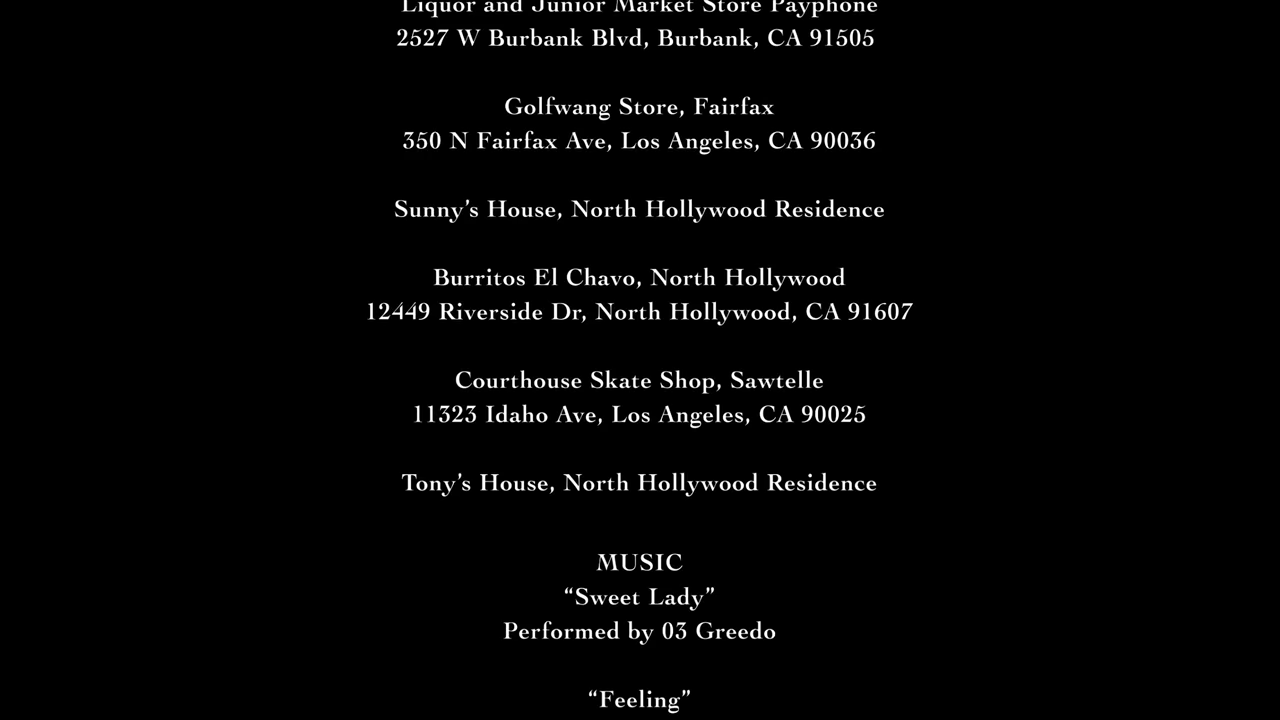 Liquor and Junior Market Store Payphone
2527 W Burbank Blvd, Burbank, CA 91505
Golfwang Store, Fairfax
350 N Fairfax Ave, Los Angeles, CA 90036
Sunny’s House, North Hollywood Residence
Burritos El Chavo, North Hollywood
12449 Riverside Dr, North Hollywood, CA 91607
Courthouse Skate Shop, Sawtelle
11323 Idaho Ave, Los Angeles, CA 90025
Tony’s House, North Hollywood Residence
MUSIC
“Sweet Lady”
Performed by 03 Greedo
“Feeling”